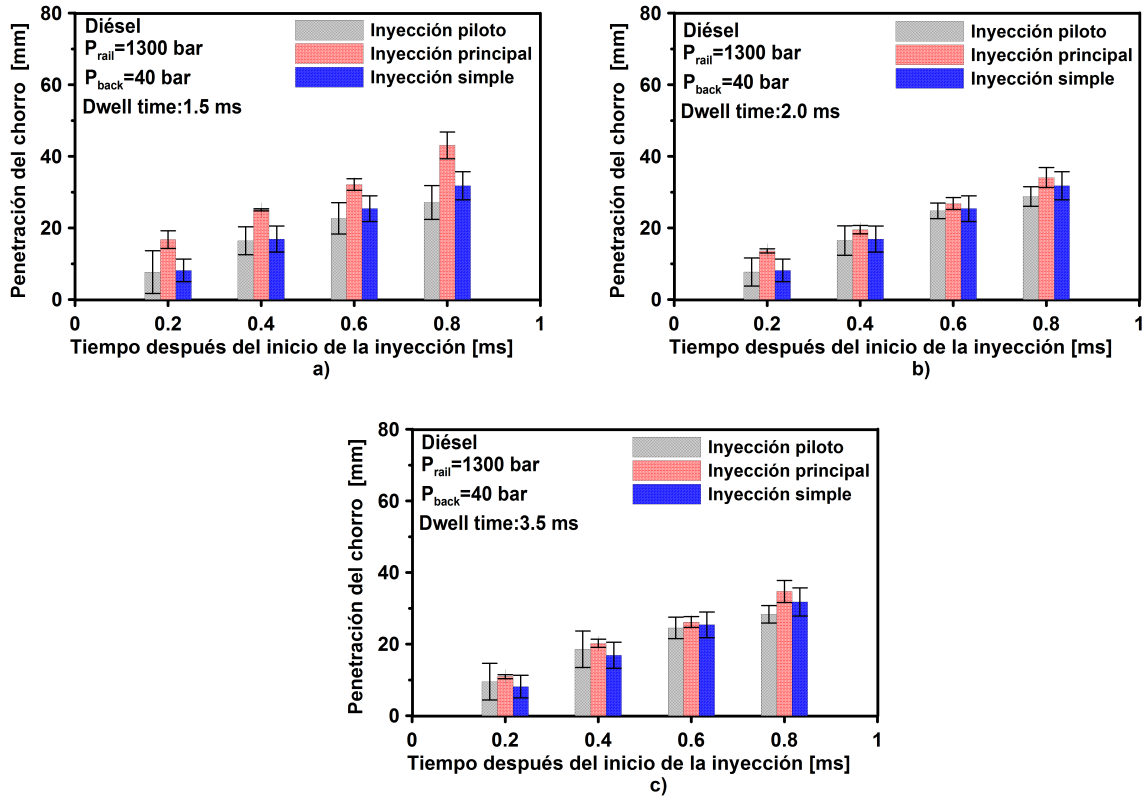 80
60
40
20
0
Penetración del chorro [mm]
Diésel
Prail=1300 bar
Pback=40 bar
Dwell time:1.5 ms
Inyección piloto
Inyección principal
Inyección simple
0 0.2 0.4 0.6 0.8 1
Tiempo después del inicio de la inyección [ms]
a)
80
60
40
20
0
Penetración del chorro [mm]
Diésel
Prail=1300 bar
Pback=40 bar
Dwell time:2.0 ms
Inyección piloto
Inyección principal
Inyección simple
0 0.2 0.4 0.6 0.8 1
Tiempo después del inicio de la inyección [ms]
b)
80
60
40
20
0
Penetración del chorro [mm]
Diésel
Prail=1300 bar
Pback=40 bar
Dwell time:3.5 ms
Inyección piloto
Inyección principal
Inyección simple
0 0.2 0.4 0.6 0.8 1
Tiempo después del inicio de la inyección [ms]
c)